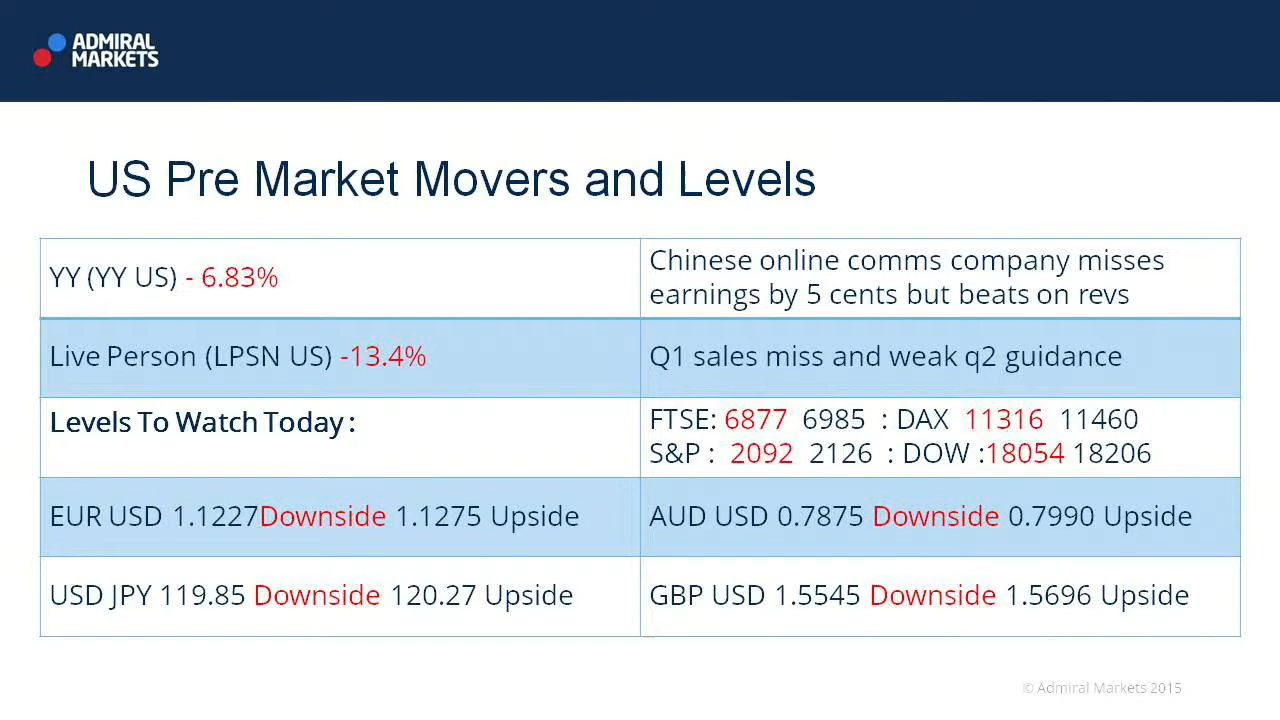 ADMIRAL
MARKETS
US Pre Market Movers and Levels
YY (YY US) - 6.83%
Chinese online comms company misses
earnings by 5 cents but beats on revs
Live Person (LPSN US) -13.4%
Q1 sales miss and weak q2 guidance
Levels To Watch Today :
FTSE: 6877 6985 : DAX 11316 11460
S&P : 2092 2126 : DOW :18054 18206
EUR USD 1.1227Downside 1.1275 Upside
AUD USD 0.7875 Downside 0.7990 Upside
USD JPY 119.85 Downside 120.27 Upside
GBP USD 1.5545 Downside 1.5696 Upside
© Admiral Markets 2015